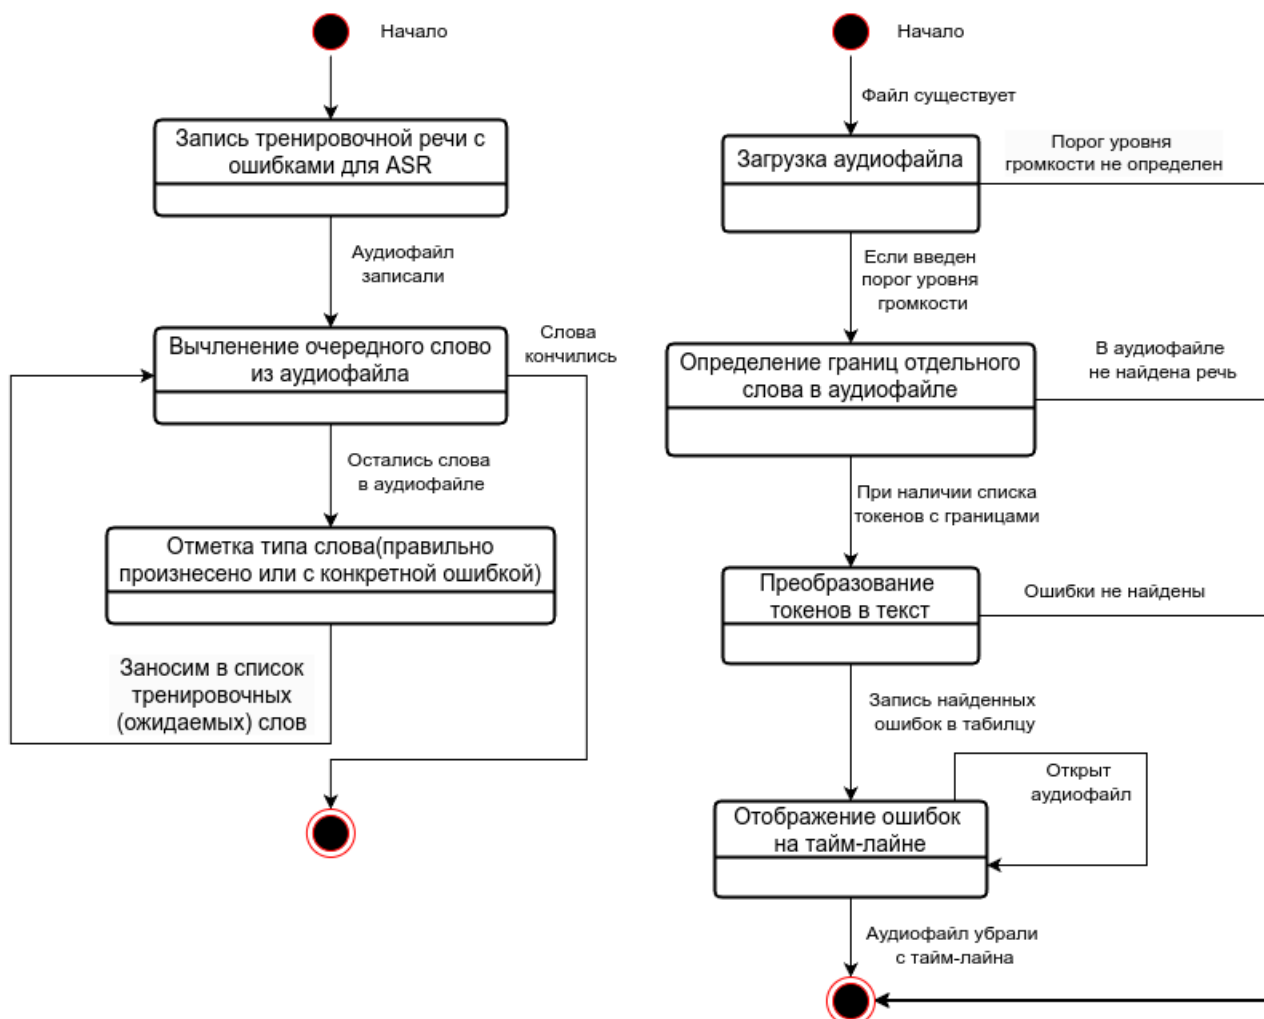 Начало
Запись тренировочной речи с
ошибками для ASR
Аудиофайл
записали
Вычленение очередного слово
из аудиофайла
Слова
кончились
Остались слова
в аудиофайле
Отметка типа слова(правильно
произнесено или с конкретной ошибкой)
Заносим в список
тренировочных
(ожидаемых) слов
Начало
Файл существует
Загрузка аудиофайла
Порог уровня
громкости не определен
Если введен
порог уровня
громкости
Определение границ отдельного
слова в аудиофайле
В аудиофайле
не найдена речь
При наличии списка
токенов с границами
Преобразование
токенов в текст
Ошибки не найдены
Запись найденных
ошибок в табилцу
Открыт
аудиофайл
Отображение ошибок
на тайм-лайне
Аудиофайл убрали
с тайм-лайна